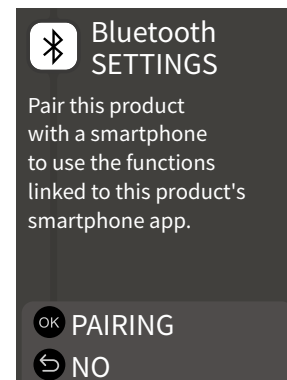 Bluetooth
SETTINGS
Pair this product
with a smartphone
to use the functions
linked to this product's
smartphone app.
OK PAIRING
NO